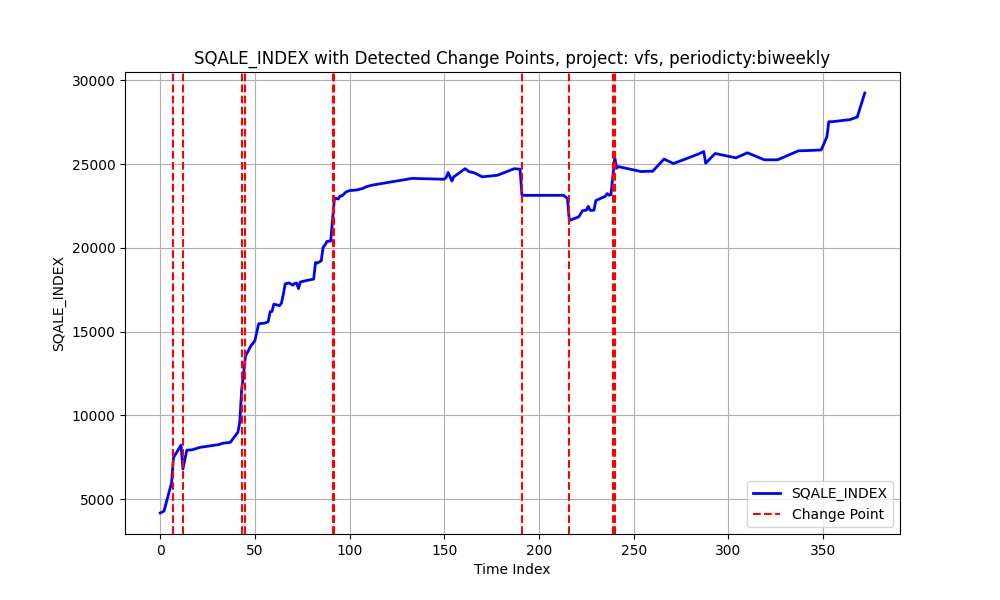 SQALE_INDEX with Detected Change Points, project: vfs, periodicty:biweekly
30000
25000
20000
15000
10000
5000
SQALE_INDEX
0 50 100 150 200 250 300 350
Time Index
SQALE_INDEX
Change Point